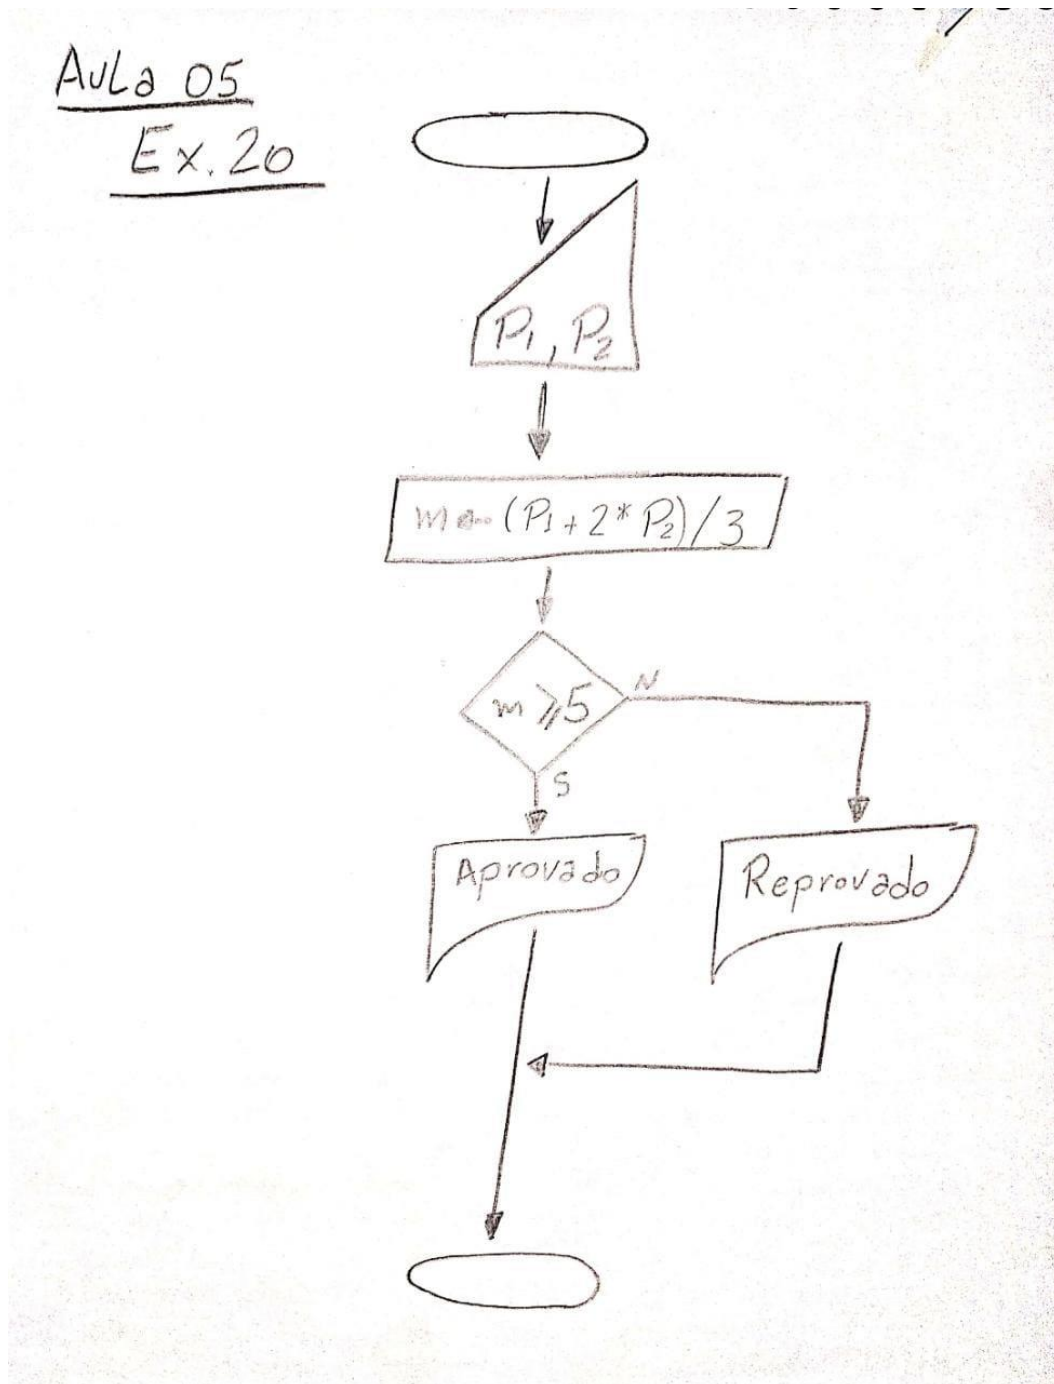 Aula 05
Ex. 20
P1, P2
m ← (P1 + 2 * P2) / 3
m ≥ 5
N
S
Aprovado
Reprovado